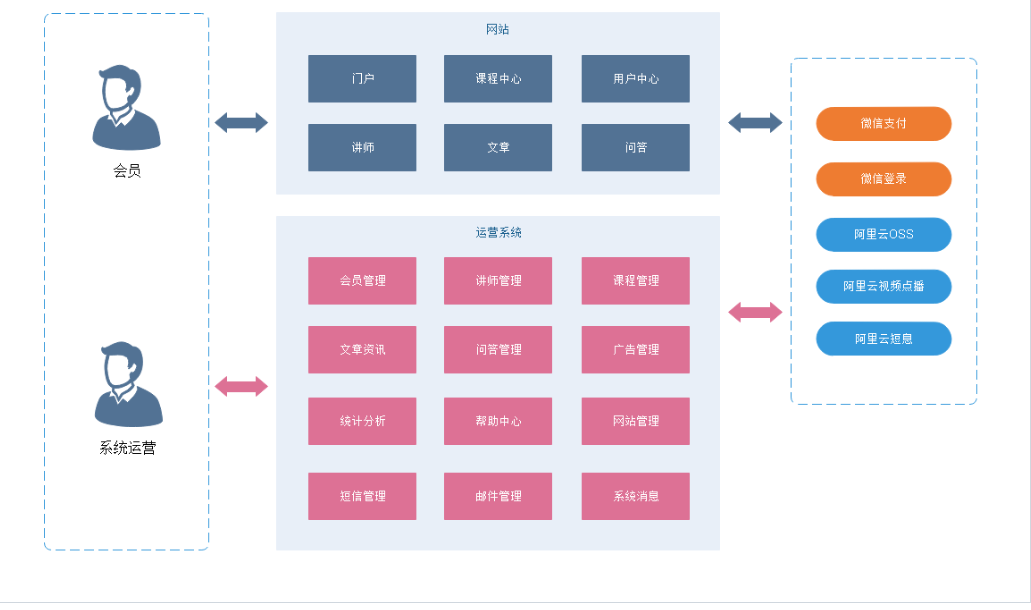 会员
系统运营
网站
门户
课程中心
用户中心
讲师
文章
问答
运营系统
会员管理
讲师管理
课程管理
文章资讯
问答管理
广告管理
统计分析
帮助中心
网站管理
短信管理
邮件管理
系统消息
微信支付
微信登录
阿里云OSS
阿里云视频点播
阿里云短息